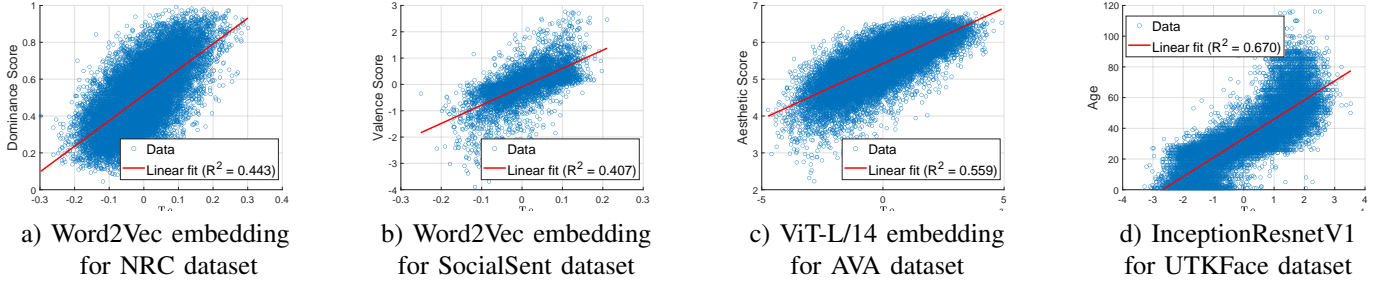 Dominance Score
1
0.8
0.6
0.4
0.2
0
-0.3
-0.2
-0.1
0
0.1
0.2
0.3
0.4
Data
Linear fit (R² = 0.443)
a) Word2Vec embedding
for NRC dataset
Valence Score
3
2
1
0
-1
-2
-3
-4
-0.3
-0.2
-0.1
0
0.1
0.2
0.3
Data
Linear fit (R² = 0.407)
b) Word2Vec embedding
for SocialSent dataset
Aesthetic Score
7
6
5
4
3
2
-5
0
5
Data
Linear fit (R² = 0.559)
c) ViT-L/14 embedding
for AVA dataset
Age
120
100
80
60
40
20
0
-4
-3
-2
-1
0
1
2
3
4
Data
Linear fit (R² = 0.670)
d) InceptionResnetV1
for UTKFace dataset